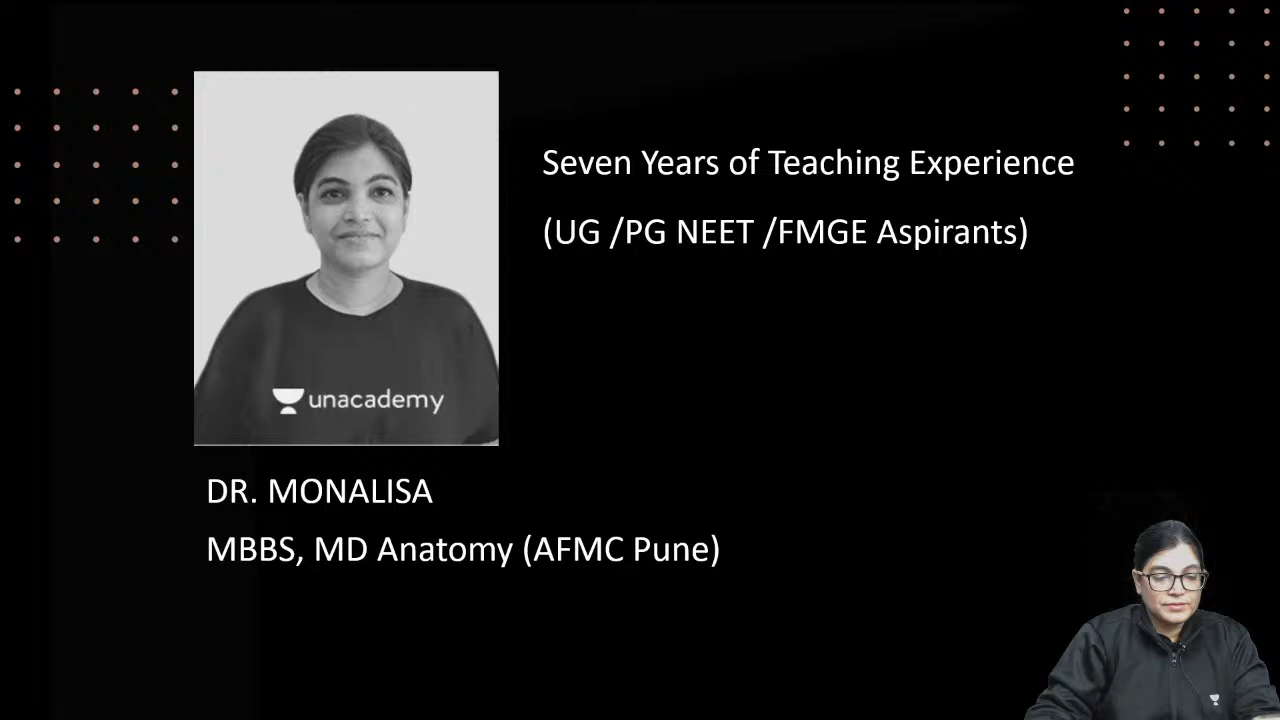 Seven Years of Teaching Experience
(UG /PG NEET /FMGE Aspirants)
unacademy
DR. MONALISA
MBBS, MD Anatomy (AFMC Pune)